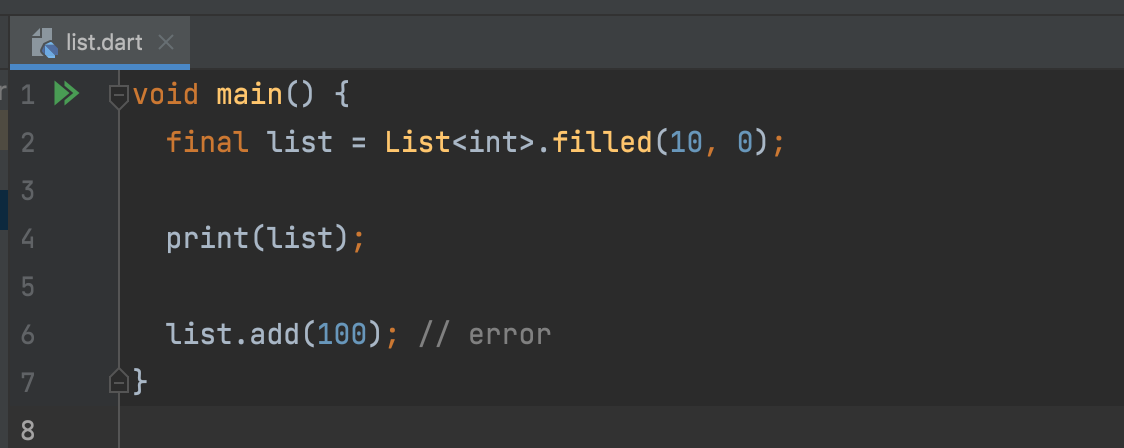 list.dart
1 void main() {
2 final list = List<int>.filled(10, 0);
3
4 print(list);
5
6 list.add(100); // error
7 }
8